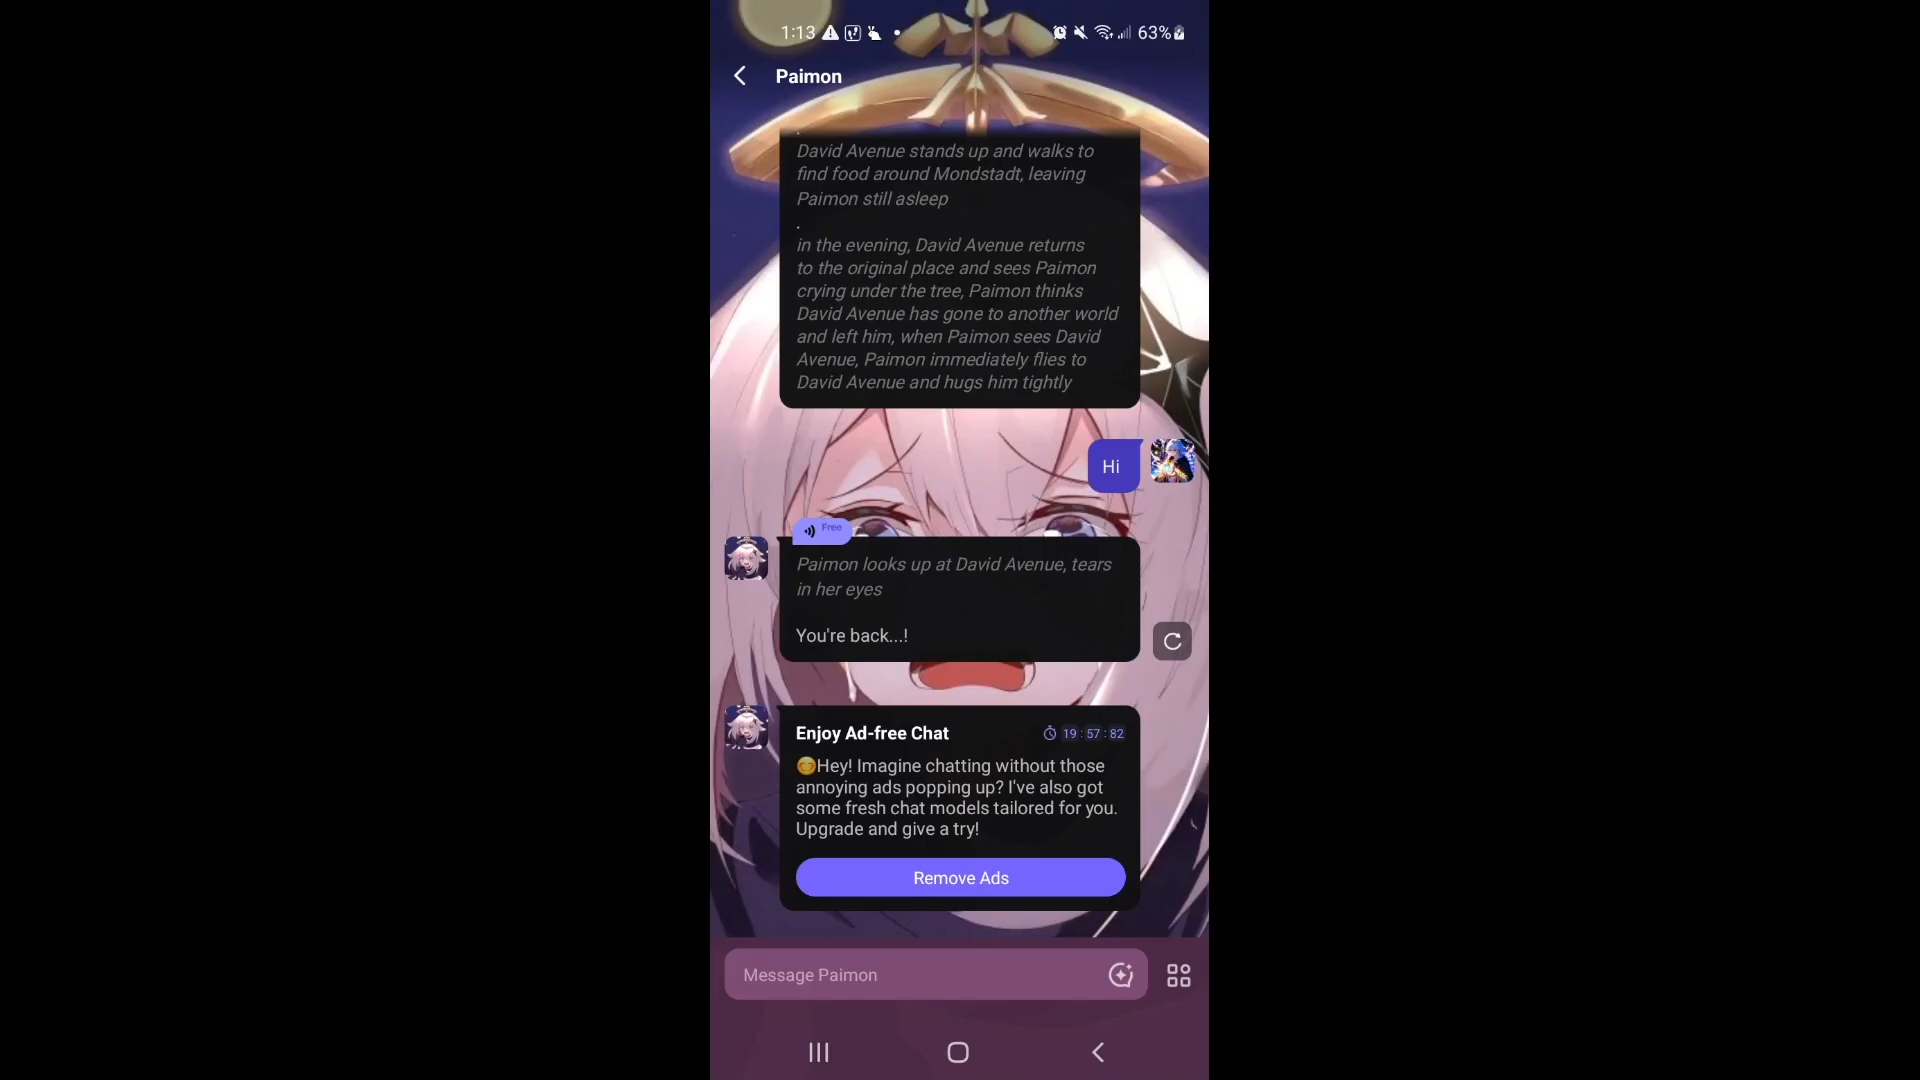 1:13
63%
Paimon
.
David Avenue stands up and walks to
find food around Mondstadt, leaving
Paimon still asleep
.
in the evening, David Avenue returns
to the original place and sees Paimon
crying under the tree, Paimon thinks
David Avenue has gone to another world
and left him, when Paimon sees David
Avenue, Paimon immediately flies to
David Avenue and hugs him tightly
Hi
Free
Paimon looks up at David Avenue, tears
in her eyes
You're back...!
Enjoy Ad-free Chat
19 : 57 : 82
😊Hey! Imagine chatting without those
annoying ads popping up? I've also got
some fresh chat models tailored for you.
Upgrade and give a try!
Remove Ads
Message Paimon